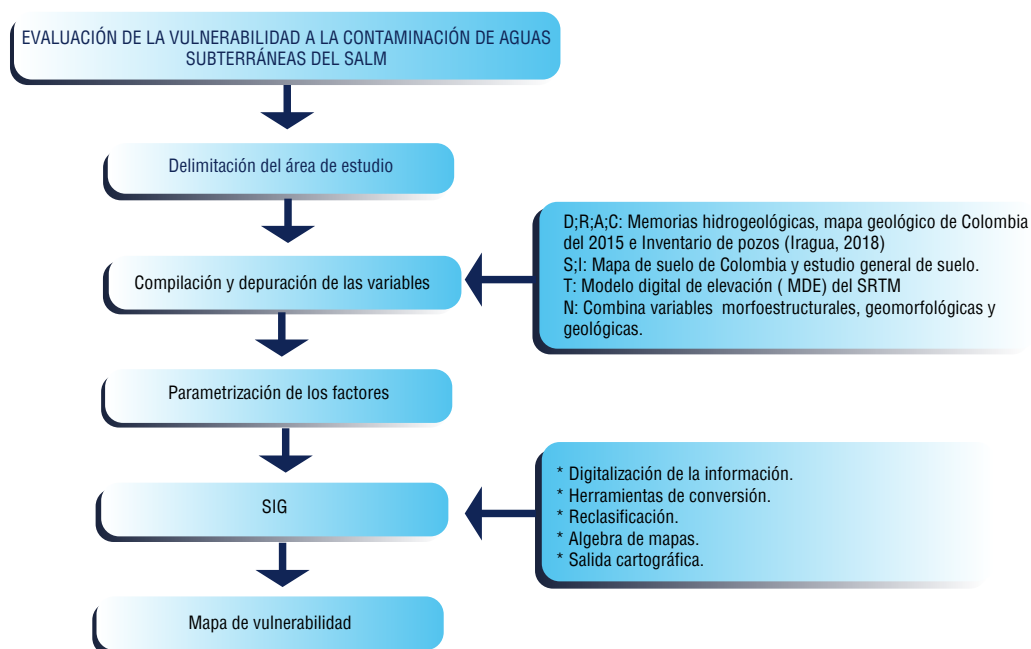 EVALUACIÓN DE LA VULNERABILIDAD A LA CONTAMINACIÓN DE AGUAS
SUBTERRÁNEAS DEL SALM
Delimitación del área de estudio
Compilación y depuración de las variables
D;R;A;C: Memorias hidrogeológicas, mapa geológico de Colombia
del 2015 e Inventario de pozos (Iragua, 2018)
S;I: Mapa de suelo de Colombia y estudio general de suelo.
T: Modelo digital de elevación ( MDE) del SRTM
N: Combina variables morfoestructurales, geomorfológicas y
geológicas.
Parametrización de los factores
SIG
* Digitalización de la información.
* Herramientas de conversión.
* Reclasificación.
* Algebra de mapas.
* Salida cartográfica.
Mapa de vulnerabilidad